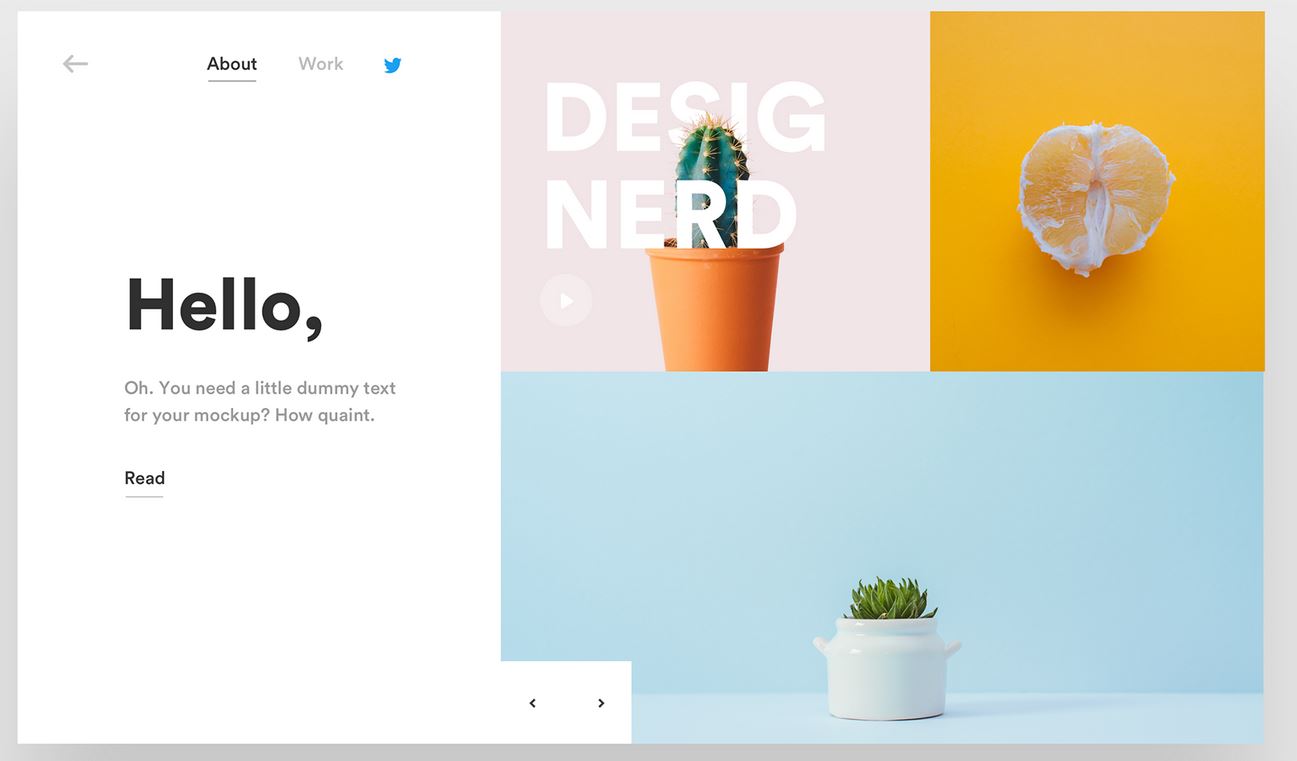 About
Work
DESIG
NERD
Hello,
Oh. You need a little dummy text
for your mockup? How quaint.
Read